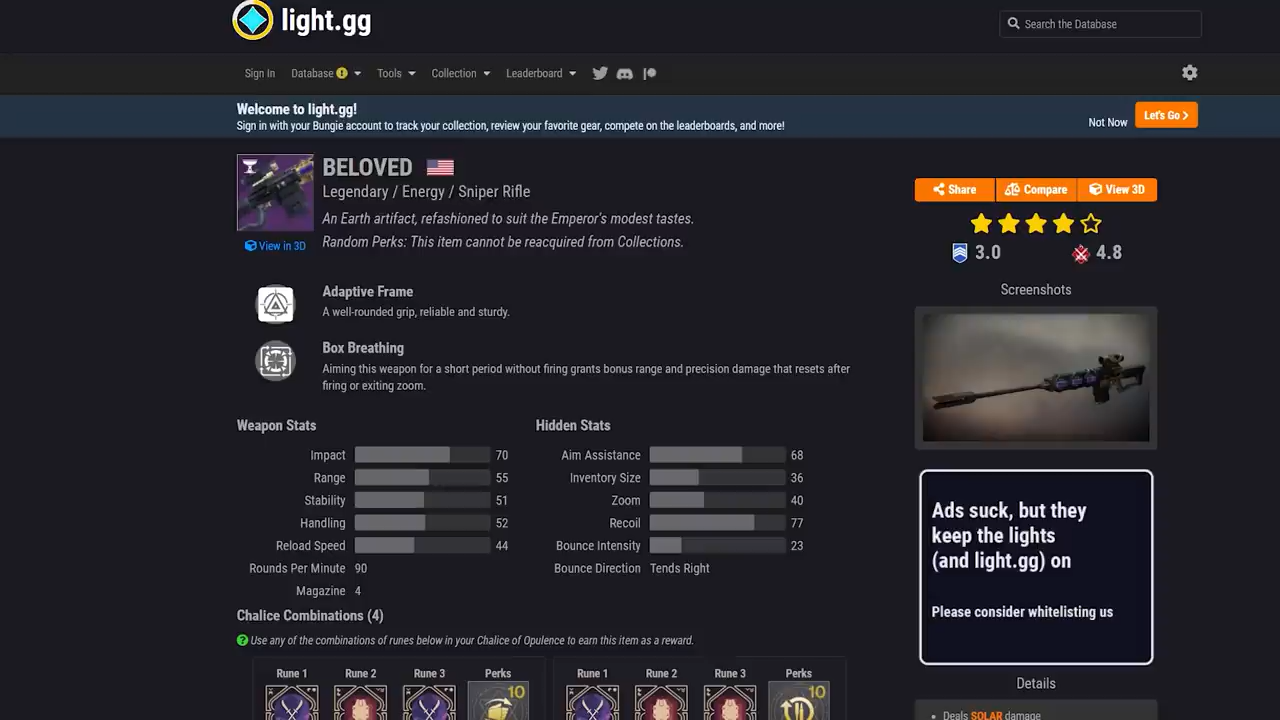 light.gg
Search the Database
Sign In
Database
Tools
Collection
Leaderboard
Welcome to light.gg!
Sign in with your Bungie account to track your collection, review your favorite gear, compete on the leaderboards, and more!
Not Now
Let's Go
BELOVED
Legendary / Energy / Sniper Rifle
An Earth artifact, refashioned to suit the Emperor's modest tastes.
Random Perks: This item cannot be reacquired from Collections.
View in 3D
Share
Compare
View 3D
3.0
4.8
Adaptive Frame
A well-rounded grip, reliable and sturdy.
Box Breathing
Aiming this weapon for a short period without firing grants bonus range and precision damage that resets after
firing or exiting zoom.
Screenshots
Weapon Stats
Impact 70
Range 55
Stability 51
Handling 52
Reload Speed 44
Rounds Per Minute 90
Magazine 4
Hidden Stats
Aim Assistance 68
Inventory Size 36
Zoom 40
Recoil 77
Bounce Intensity 23
Bounce Direction Tends Right
Chalice Combinations (4)
Use any of the combinations of runes below in your Chalice of Opulence to earn this item as a reward.
Rune 1 Rune 2 Rune 3 Perks
10
Rune 1 Rune 2 Rune 3 Perks
10
Ads suck, but they
keep the lights
(and light.gg) on
Please consider whitelisting us
Details
Deals SOLAR damage